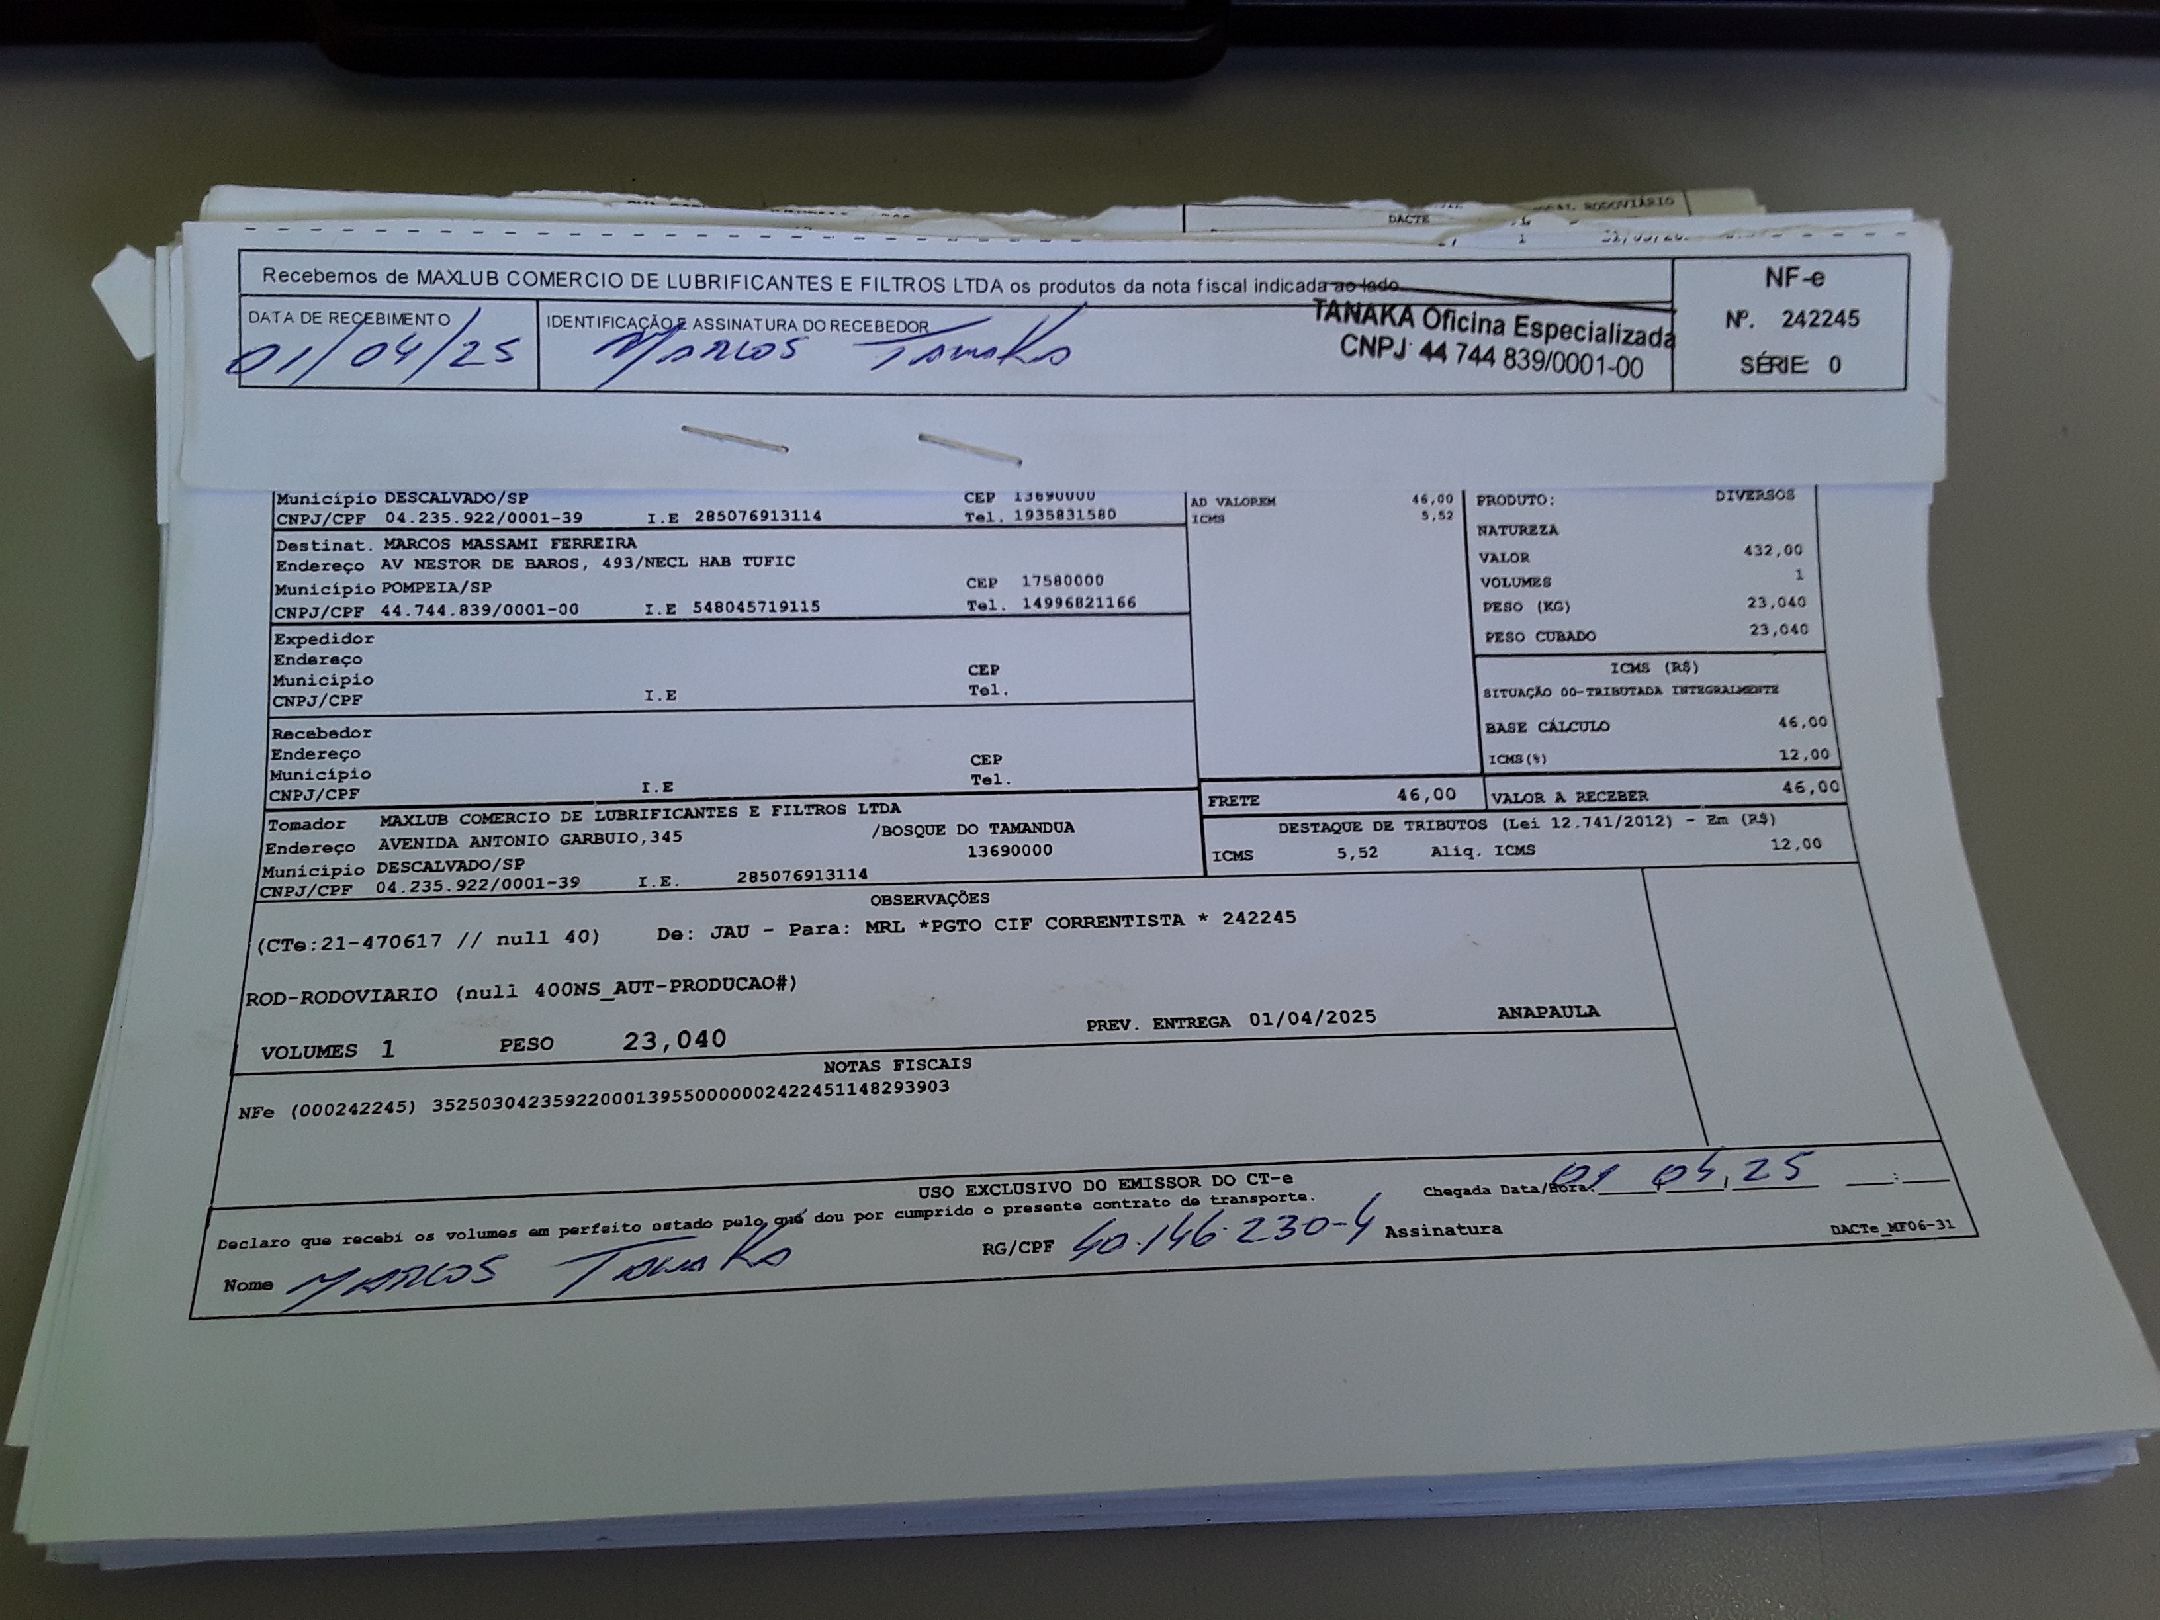 DACTE
1
Recebemos de MAXLUB COMERCIO DE LUBRIFICANTES E FILTROS LTDA os produtos da nota fiscal indicada ao lado
NF-e
Nº. 242245
SÉRIE: 0
DATA DE RECEBIMENTO
01/04/25
IDENTIFICAÇÃO E ASSINATURA DO RECEBEDOR
MARCOS TANAKA
TANAKA Oficina Especializada
CNPJ 44 744 839/0001-00
Município DESCALVADO/SP CEP 13690000
CNPJ/CPF 04.235.922/0001-39 I.E 285076913114 Tel. 1935831580
Destinat. MARCOS MASSAMI FERREIRA
Endereço AV NESTOR DE BAROS, 493/NECL HAB TUFIC
Município POMPEIA/SP CEP 17580000
CNPJ/CPF 44.744.839/0001-00 I.E 548045719115 Tel. 14996821166
Expedidor
Endereço
Município CEP
CNPJ/CPF I.E Tel.
Recebedor
Endereço
Município CEP
CNPJ/CPF I.E Tel.
Tomador MAXLUB COMERCIO DE LUBRIFICANTES E FILTROS LTDA
Endereço AVENIDA ANTONIO GARBUIO,345 /BOSQUE DO TAMANDUA
Município DESCALVADO/SP 13690000
CNPJ/CPF 04.235.922/0001-39 I.E. 285076913114
AD VALOREM 46,00
ICMS 5,52
PRODUTO: DIVERSOS
NATUREZA
VALOR 432,00
VOLUMES 1
PESO (KG) 23,040
PESO CUBADO 23,040
ICMS (R$)
SITUAÇÃO 00-TRIBUTADA INTEGRALMENTE
BASE CÁLCULO 46,00
ICMS(%) 12,00
FRETE 46,00 VALOR A RECEBER 46,00
DESTAQUE DE TRIBUTOS (Lei 12.741/2012) - Em (R$)
ICMS 5,52 Aliq. ICMS 12,00
OBSERVAÇÕES
(CTe:21-470617 // null 40) De: JAU - Para: MRL *PGTO CIF CORRENTISTA * 242245
ROD-RODOVIARIO (null 400NS_AUT-PRODUCAO#)
VOLUMES 1 PESO 23,040 PREV. ENTREGA 01/04/2025 ANAPAULA
NOTAS FISCAIS
NFe (000242245) 35250304235922000139550000002422451148293903
USO EXCLUSIVO DO EMISSOR DO CT-e
Declaro que recebi os volumes em perfeito estado pelo que dou por cumprido o presente contrato de transporte.
Chegada Data/Hora: 01 04,25 :
Nome MARCOS TANAKA RG/CPF 40.146.230-4 Assinatura
DACTe_MF06-31